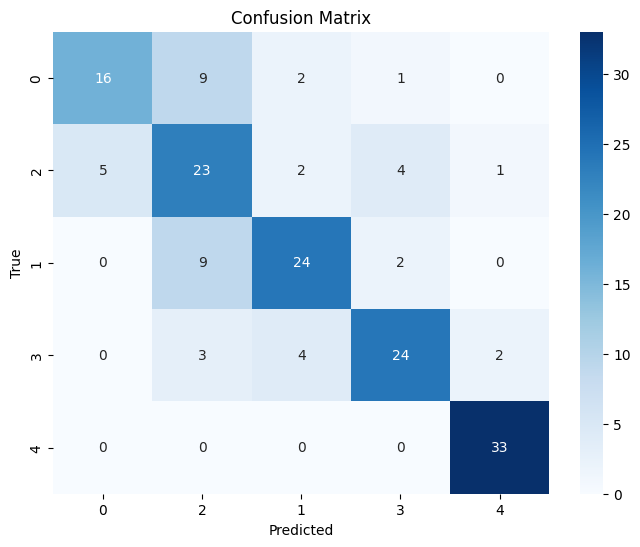 Confusion Matrix
0 16 9 2 1 0 30
2 5 23 2 4 1 25
20
True
1 0 9 24 2 0 15
3 0 3 4 24 2 10
5
4 0 0 0 0 33 0
0 2 1 3 4
Predicted